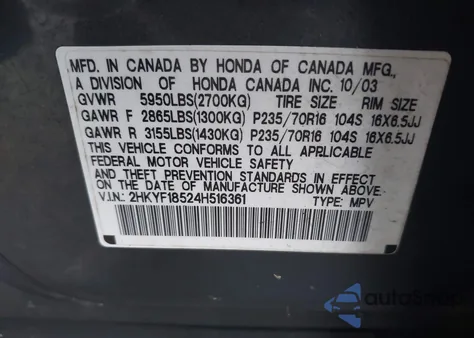 MFD. IN CANADA BY HONDA OF CANADA MFG.,
A DIVISION OF HONDA CANADA INC. 10/03
GVWR 5950LBS(2700KG) TIRE SIZE RIM SIZE
GAWR F 2865LBS(1300KG) P235/70R16 104S 16X6.5JJ
GAWR R 3155LBS(1430KG) P235/70R16 104S 16X6.5JJ
THIS VEHICLE CONFORMS TO ALL APPLICABLE
FEDERAL MOTOR VEHICLE SAFETY
STANDARDS IN EFFECT ON THE
DATE OF MANUFACTURE SHOWN ABOVE.
V.I.N.: 2HKYF18524H516361 TYPE: MPV